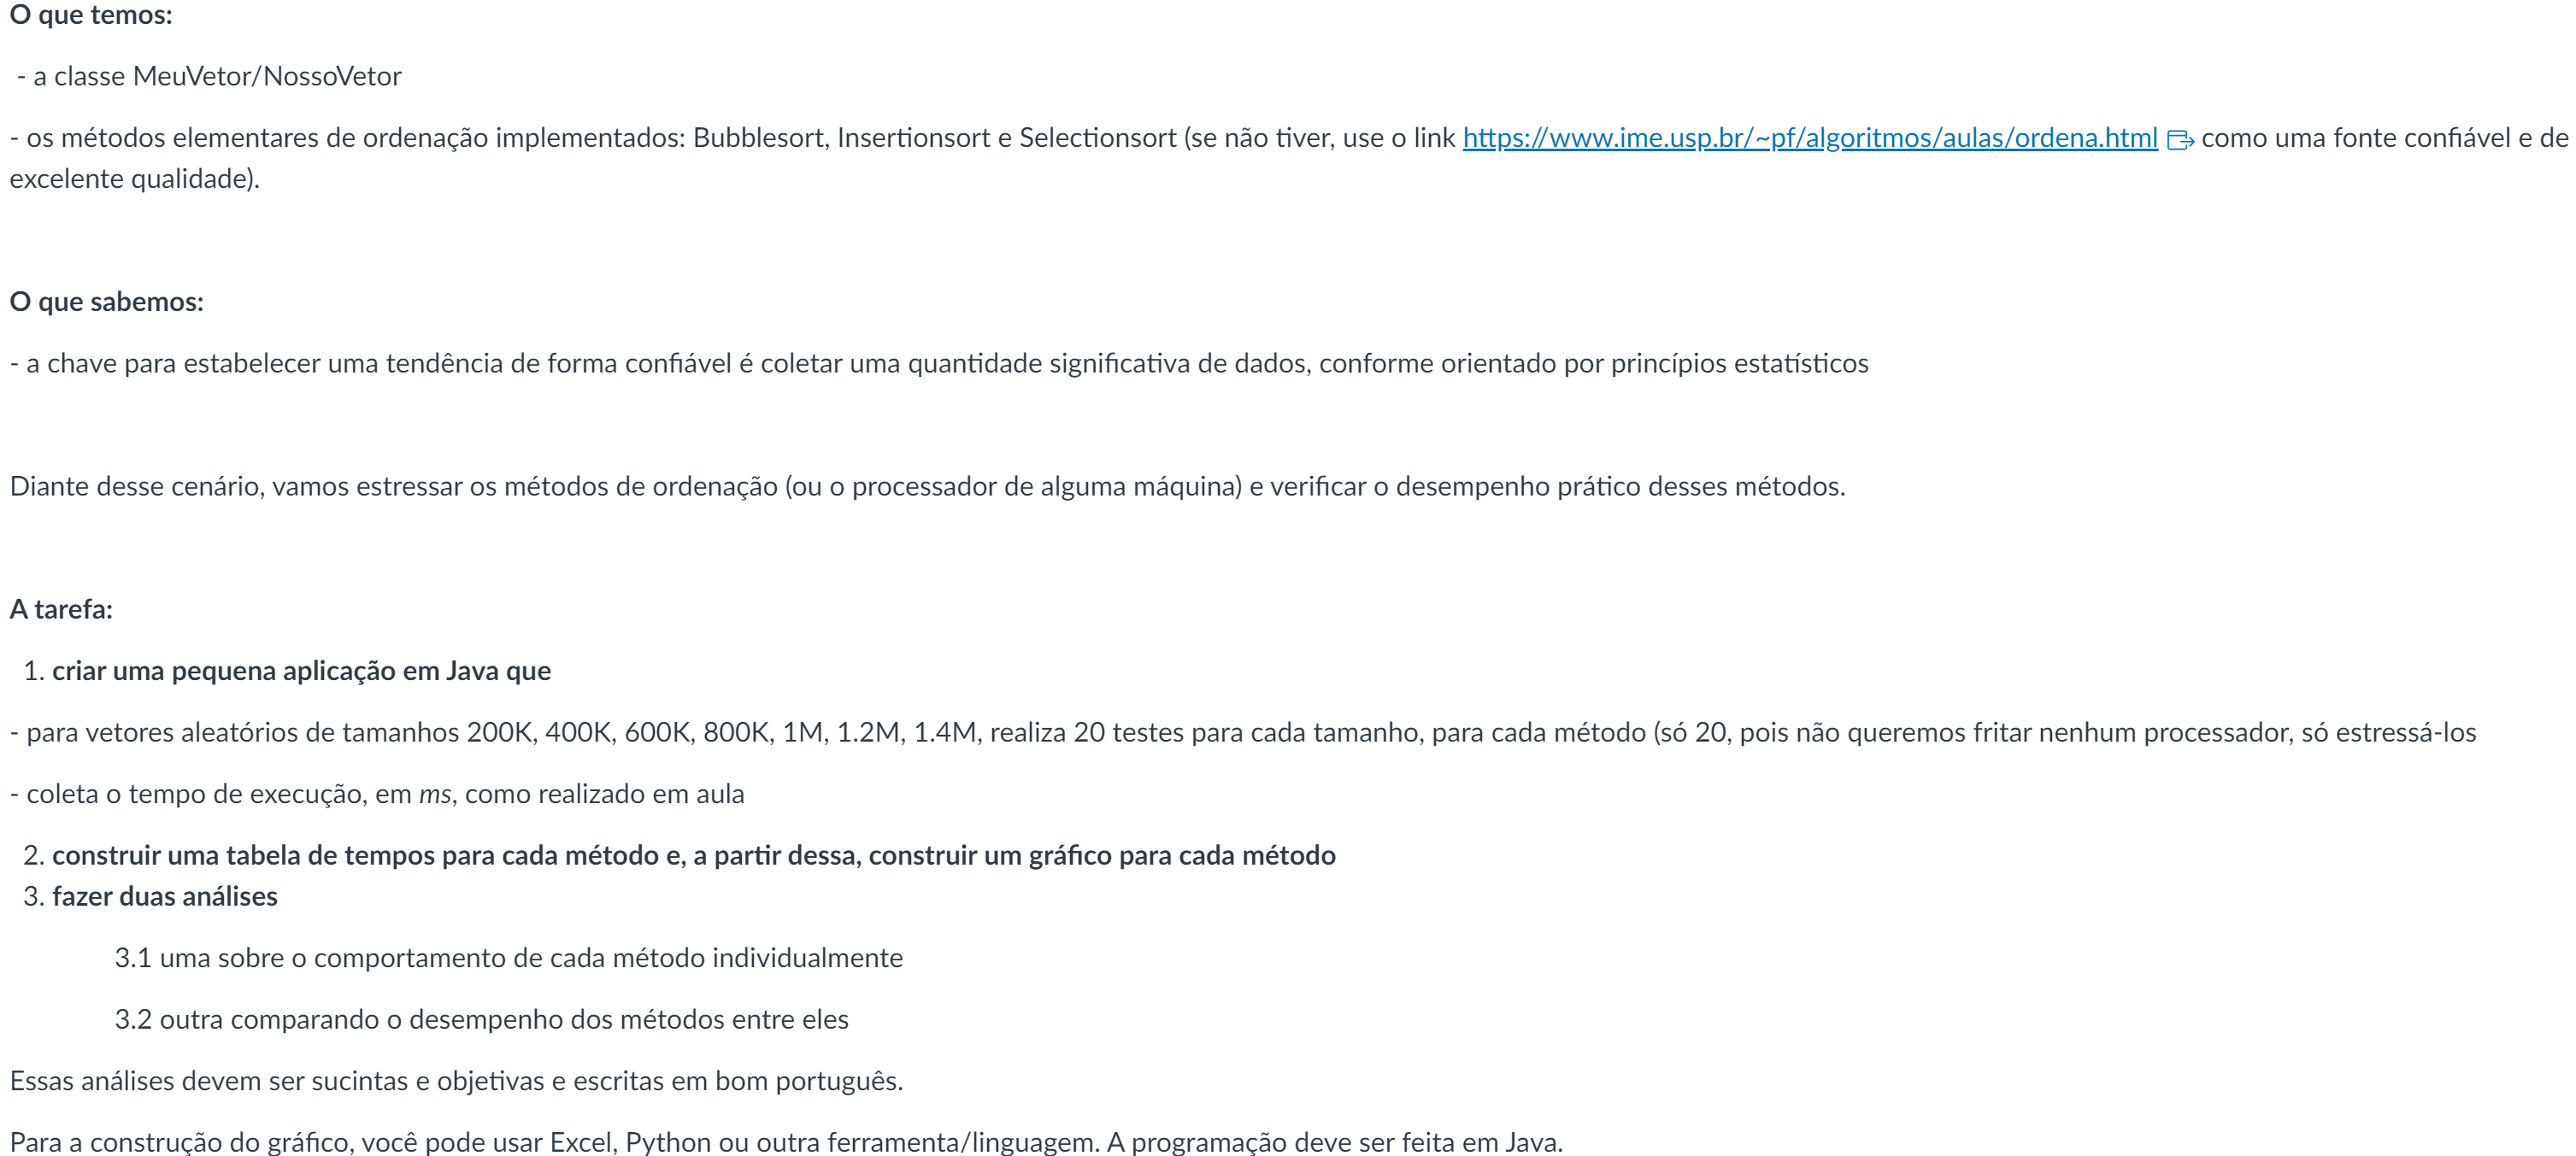 O que temos:
- a classe MeuVetor/NossoVetor
- os métodos elementares de ordenação implementados: Bubblesort, Insertionsort e Selectionsort (se não tiver, use o link https://www.ime.usp.br/~pf/algoritmos/aulas/ordena.html como uma fonte confiável e de
excelente qualidade).
O que sabemos:
- a chave para estabelecer uma tendência de forma confiável é coletar uma quantidade significativa de dados, conforme orientado por princípios estatísticos
Diante desse cenário, vamos estressar os métodos de ordenação (ou o processador de alguma máquina) e verificar o desempenho prático desses métodos.
A tarefa:
1. criar uma pequena aplicação em Java que
- para vetores aleatórios de tamanhos 200K, 400K, 600K, 800K, 1M, 1.2M, 1.4M, realiza 20 testes para cada tamanho, para cada método (só 20, pois não queremos fritar nenhum processador, só estressá-los
- coleta o tempo de execução, em ms, como realizado em aula
2. construir uma tabela de tempos para cada método e, a partir dessa, construir um gráfico para cada método
3. fazer duas análises
3.1 uma sobre o comportamento de cada método individualmente
3.2 outra comparando o desempenho dos métodos entre eles
Essas análises devem ser sucintas e objetivas e escritas em bom português.
Para a construção do gráfico, você pode usar Excel, Python ou outra ferramenta/linguagem. A programação deve ser feita em Java.